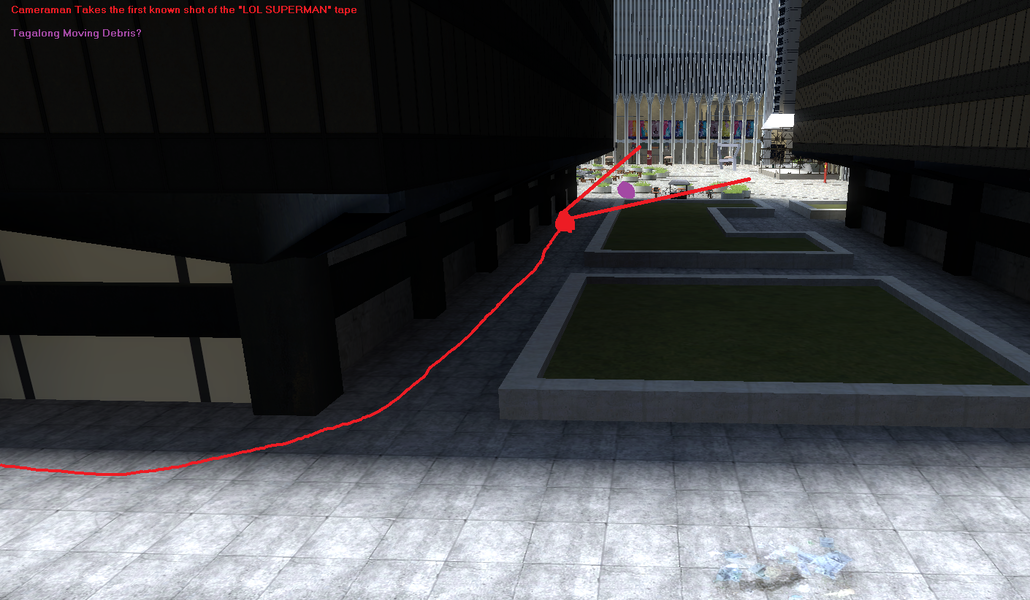 Cameraman Takes the first known shot of the "LOL SUPERMAN" tape
Tagalong Moving Debris?